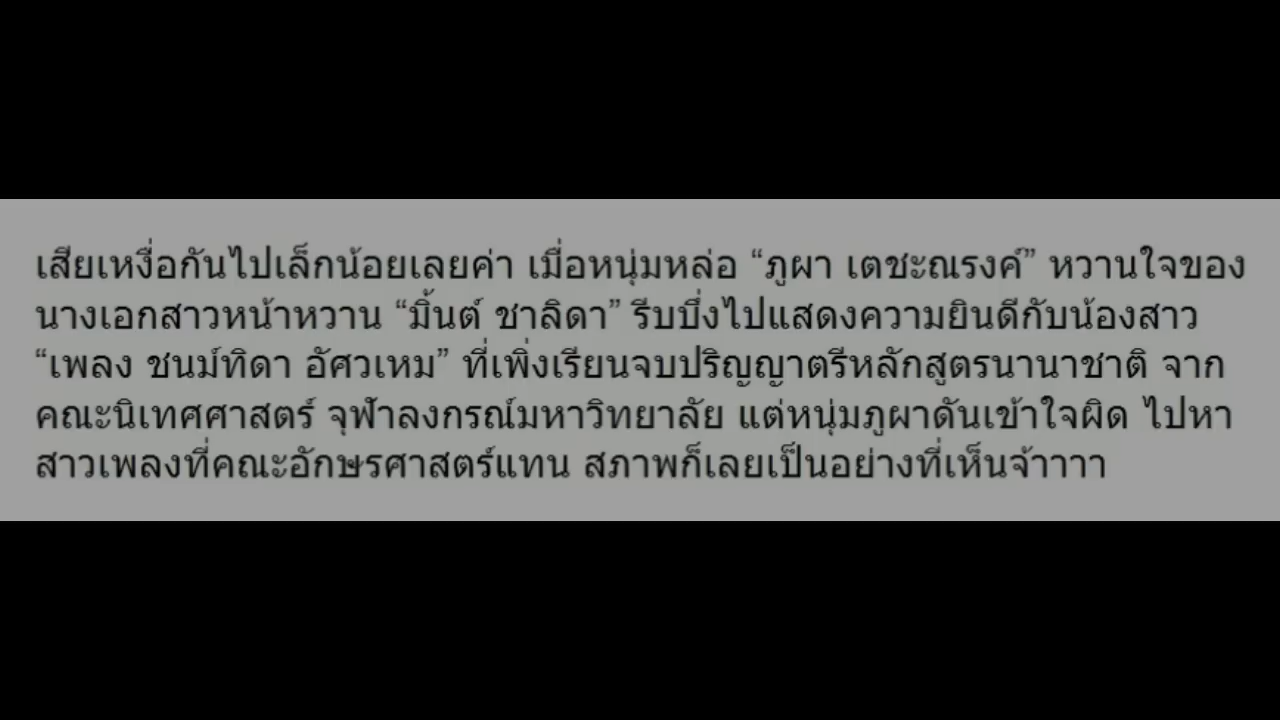 เสียเหงื่อกันไปเล็กน้อยเลยค่า เมื่อหนุ่มหล่อ “ภูผา เตชะณรงค์” หวานใจของ
นางเอกสาวหน้าหวาน “มิ้นต์ ชาลิดา” รีบบึ่งไปแสดงความยินดีกับน้องสาว
“เพลง ชนม์ทิดา อัศวเหม” ที่เพิ่งเรียนจบปริญญาตรีหลักสูตรนานาชาติ จาก
คณะนิเทศศาสตร์ จุฬาลงกรณ์มหาวิทยาลัย แต่หนุ่มภูผาดันเข้าใจผิด ไปหา
สาวเพลงที่คณะอักษรศาสตร์แทน สภาพก็เลยเป็นอย่างที่เห็นจ้าาาา